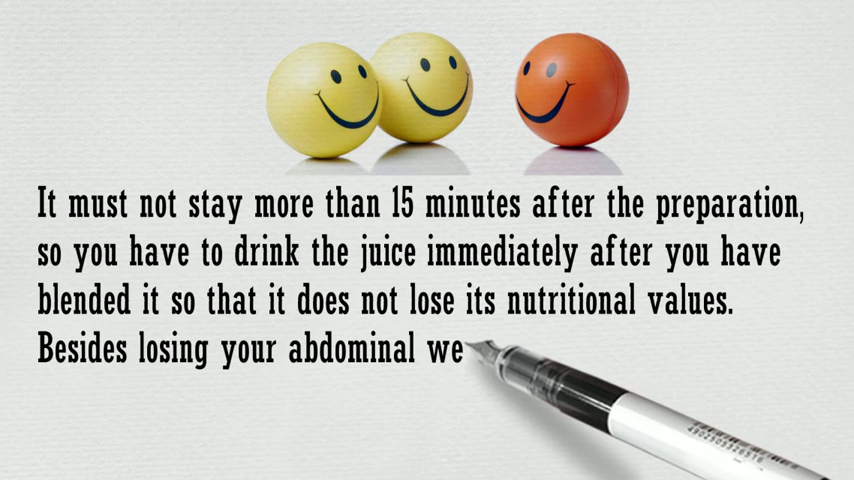 It must not stay more than 15 minutes after the preparation,
so you have to drink the juice immediately after you have
blended it so that it does not lose its nutritional values.
Besides losing your abdominal we